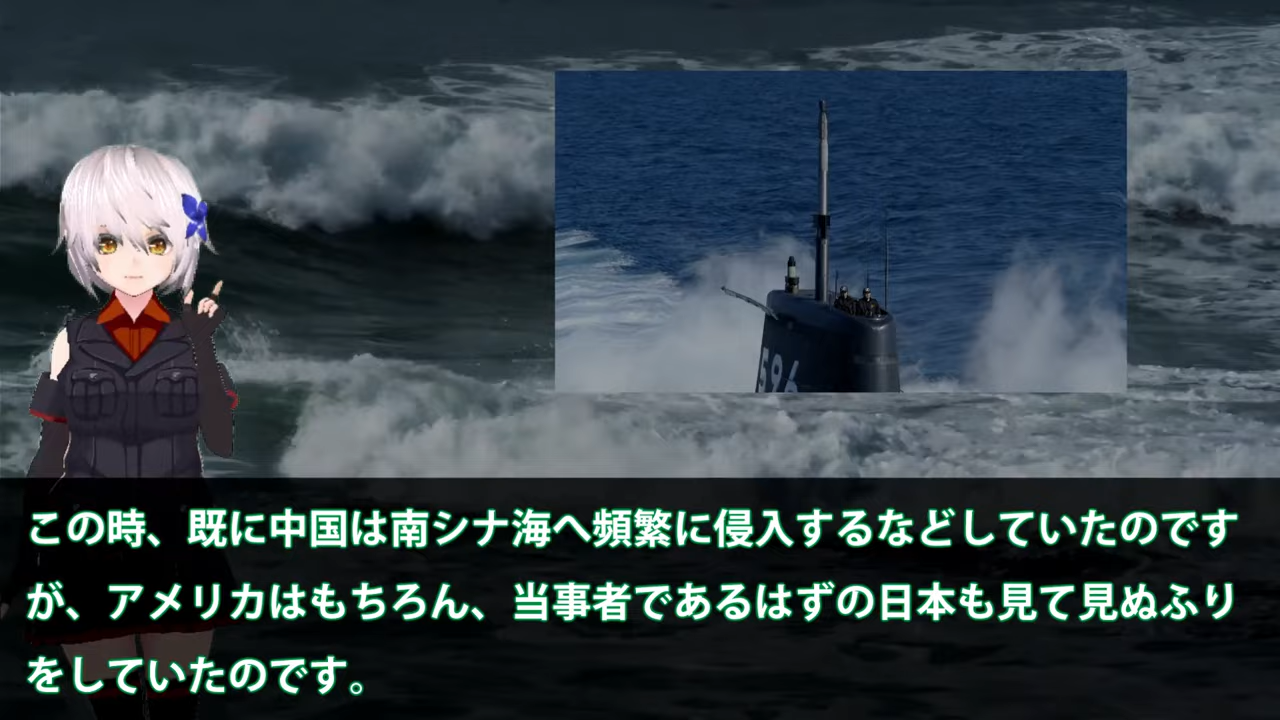 596
この時、既に中国は南シナ海へ頻繁に侵入するなどしていたのです
が、アメリカはもちろん、当事者であるはずの日本も見て見ぬふり
をしていたのです。